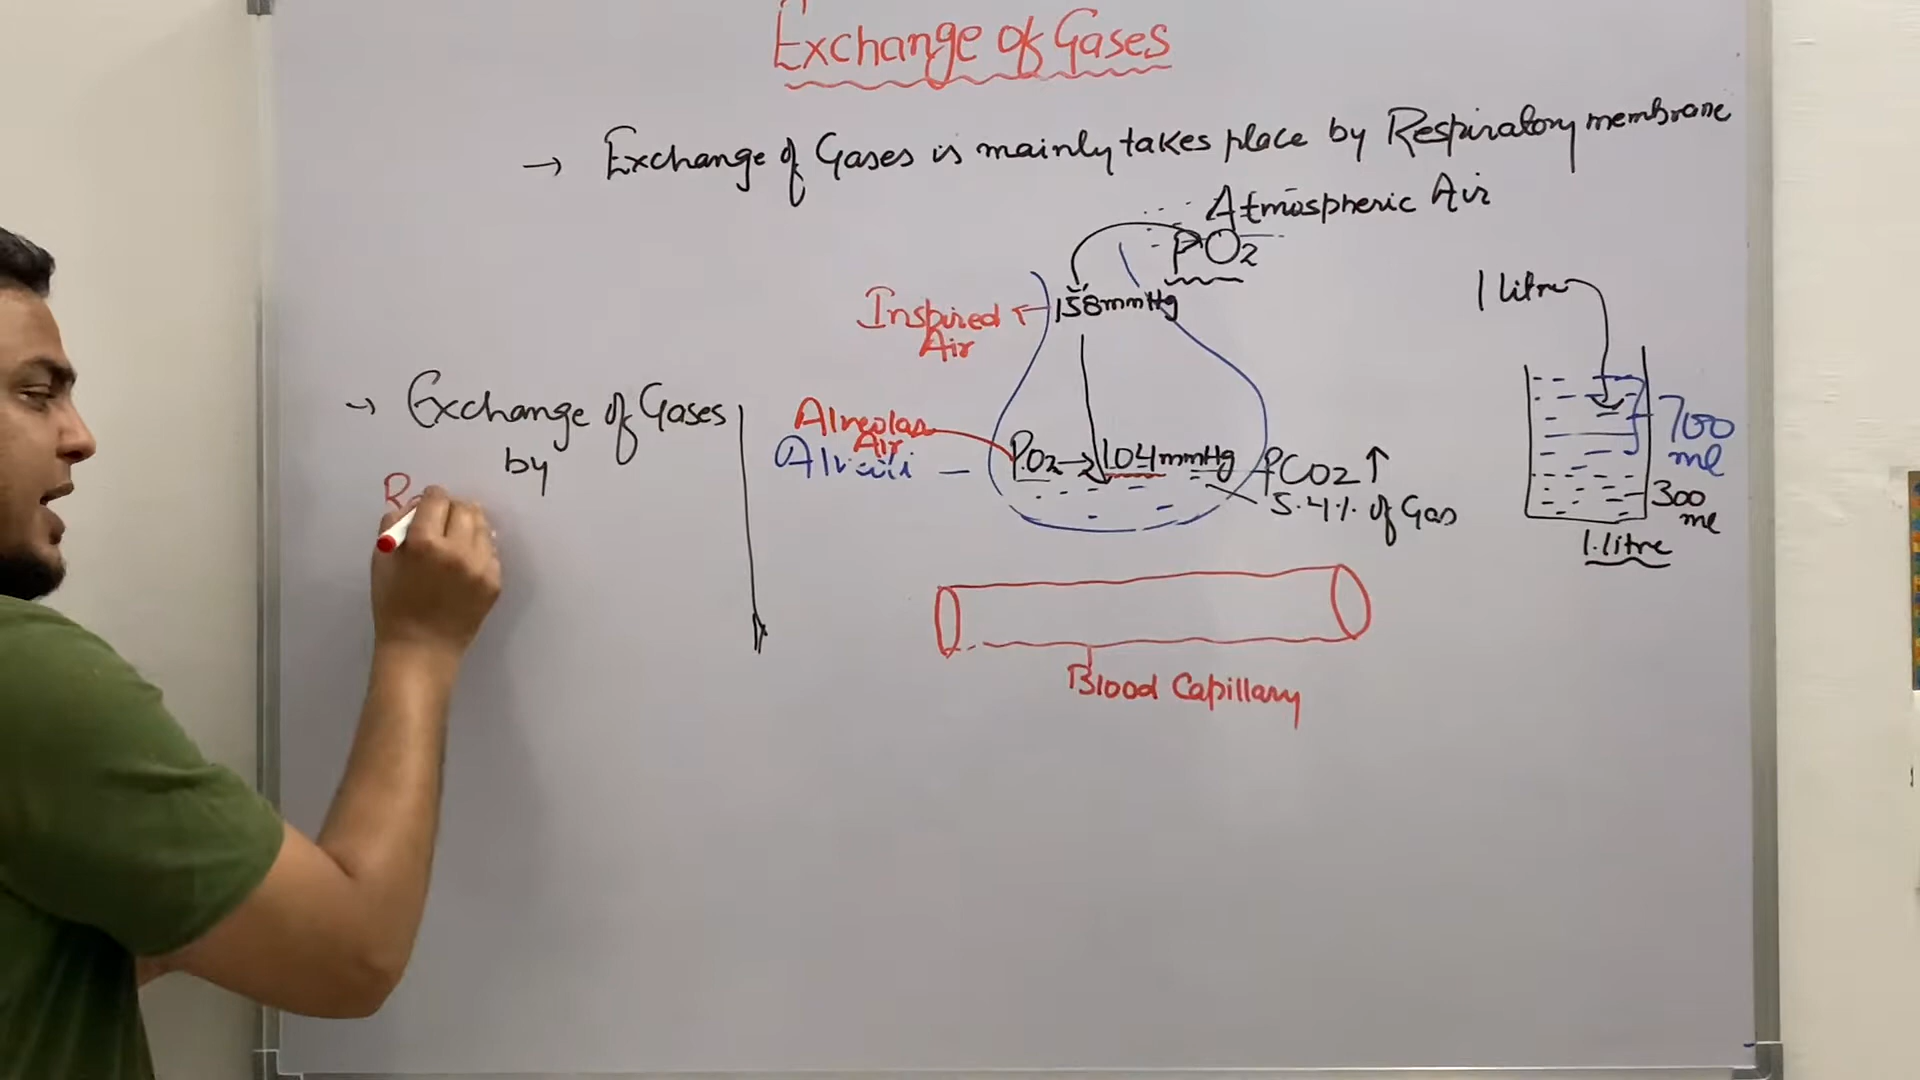 Exchange of Gases
→ Exchange of Gases is mainly takes place by Respiratory membrane
Atmospheric Air
PO2
158mmHg
Inspired
Air
1 litre
→ Exchange of Gases
by
Alveolar
Air
PO2 → 104mmHg
PCO2 ↑
5.4% of Gas
700
ml
300
ml
1.litre
Blood Capillary